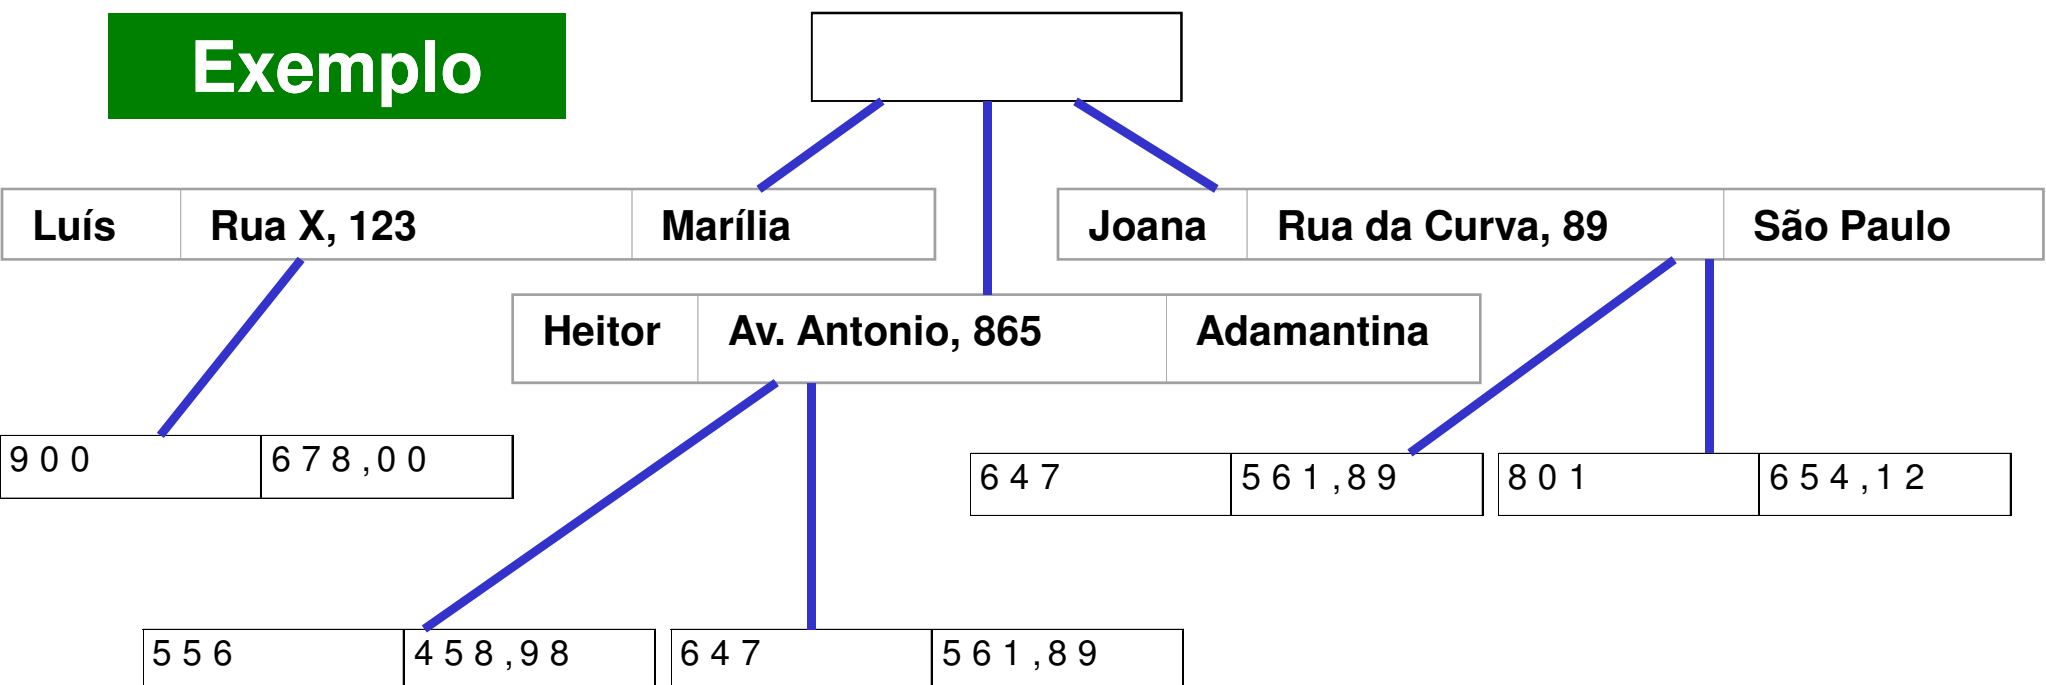 Exemplo
Luís Rua X, 123 Marília
Joana Rua da Curva, 89 São Paulo
Heitor Av. Antonio, 865 Adamantina
900 678,00
647 561,89
801 654,12
556 458,98
647 561,89